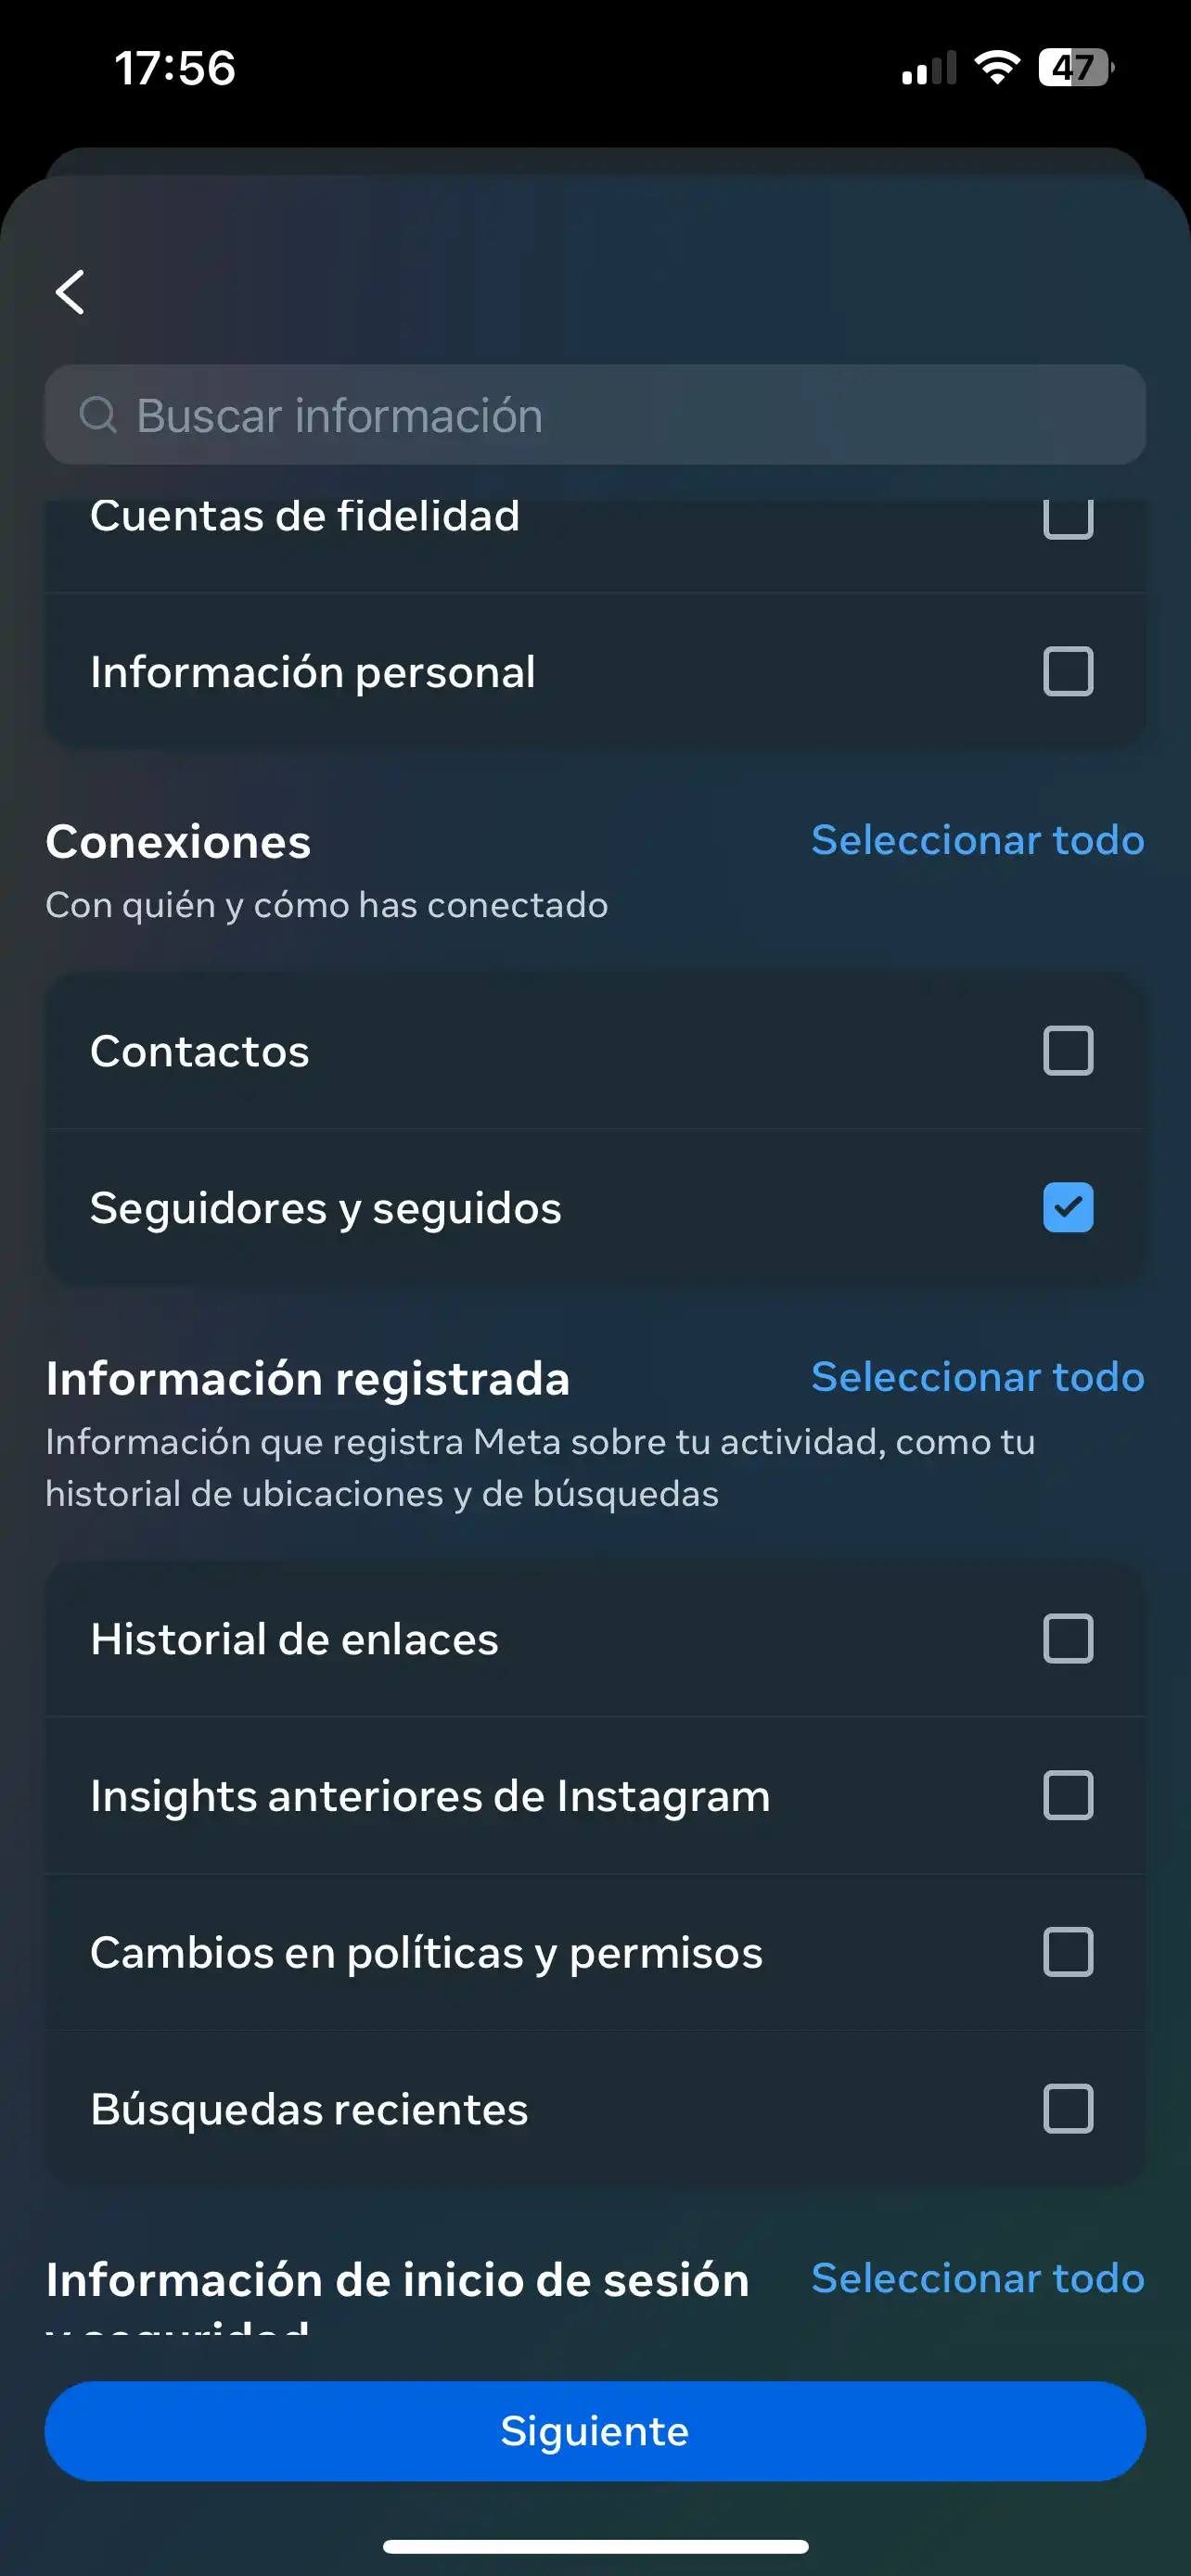 17:56
47
Buscar información
Cuentas de fidelidad
Información personal
Conexiones
Seleccionar todo
Con quién y cómo has conectado
Contactos
Seguidores y seguidos
Información registrada
Seleccionar todo
Información que registra Meta sobre tu actividad, como tu
historial de ubicaciones y de búsquedas
Historial de enlaces
Insights anteriores de Instagram
Cambios en políticas y permisos
Búsquedas recientes
Información de inicio de sesión
Seleccionar todo
y seguridad
Siguiente